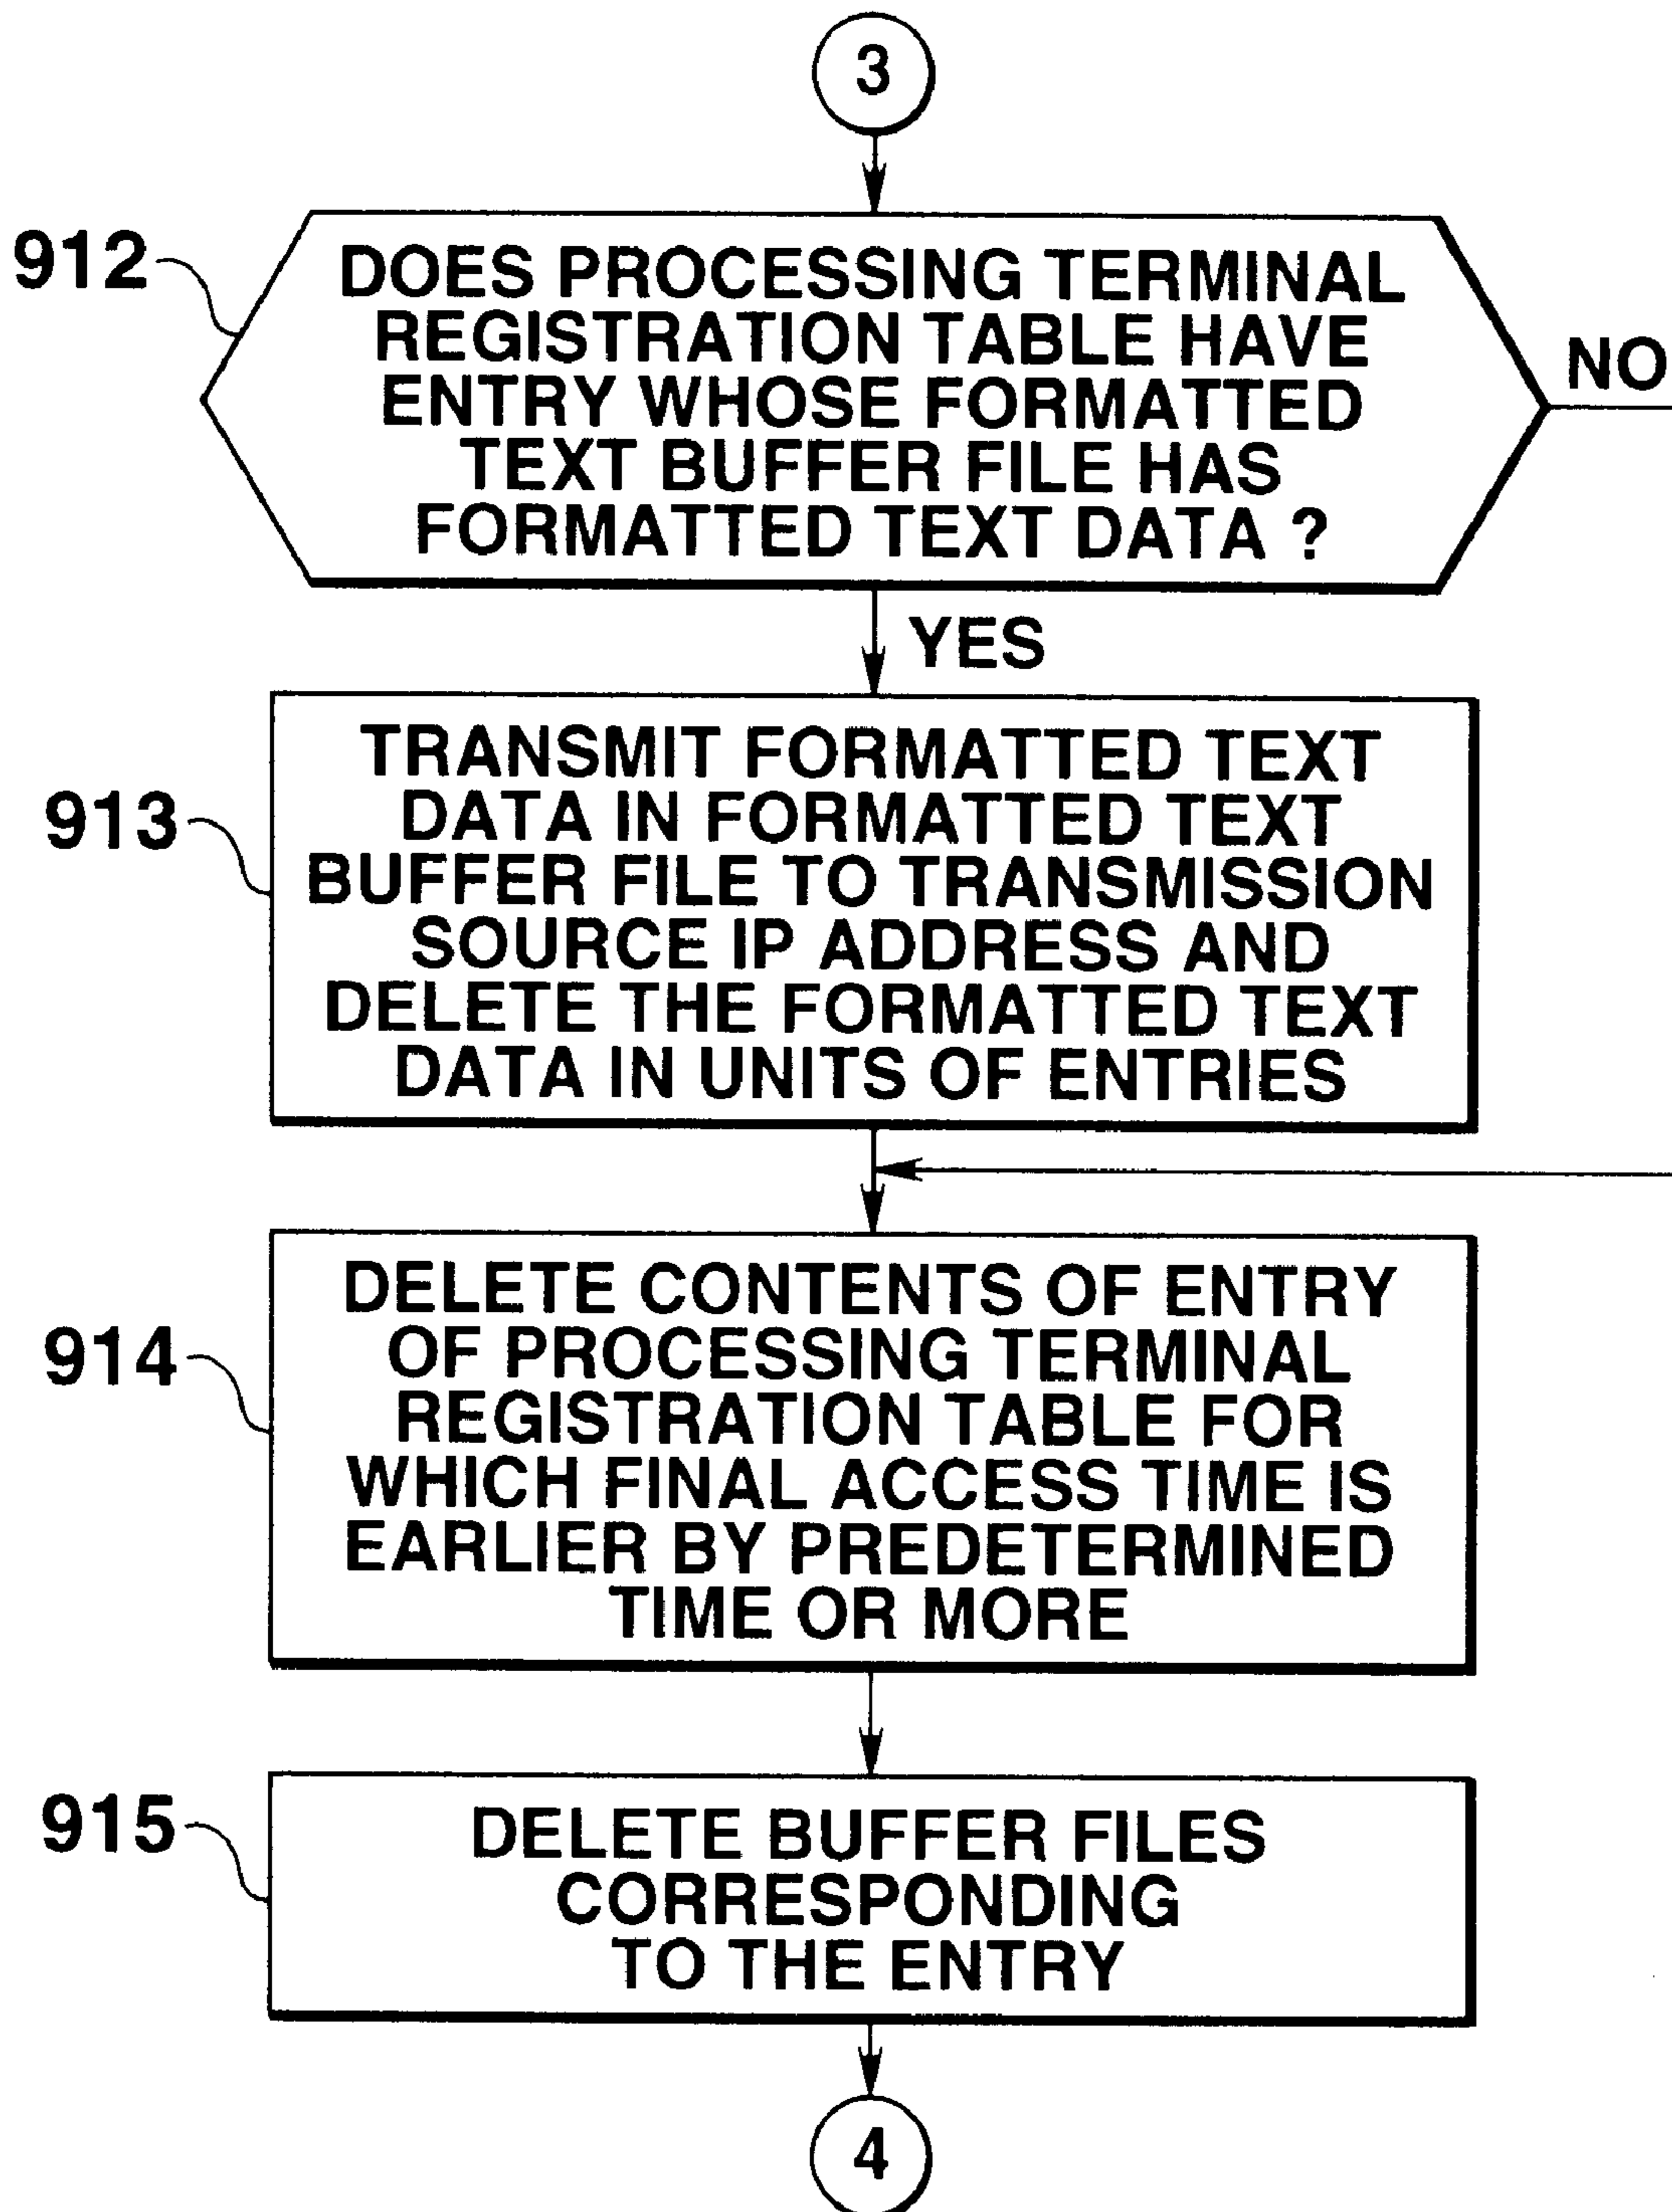 3
912
DOES PROCESSING TERMINAL
REGISTRATION TABLE HAVE
ENTRY WHOSE FORMATTED
TEXT BUFFER FILE HAS
FORMATTED TEXT DATA ?
NO
YES
913
TRANSMIT FORMATTED TEXT
DATA IN FORMATTED TEXT
BUFFER FILE TO TRANSMISSION
SOURCE IP ADDRESS AND
DELETE THE FORMATTED TEXT
DATA IN UNITS OF ENTRIES
914
DELETE CONTENTS OF ENTRY
OF PROCESSING TERMINAL
REGISTRATION TABLE FOR
WHICH FINAL ACCESS TIME IS
EARLIER BY PREDETERMINED
TIME OR MORE
915
DELETE BUFFER FILES
CORRESPONDING
TO THE ENTRY
4